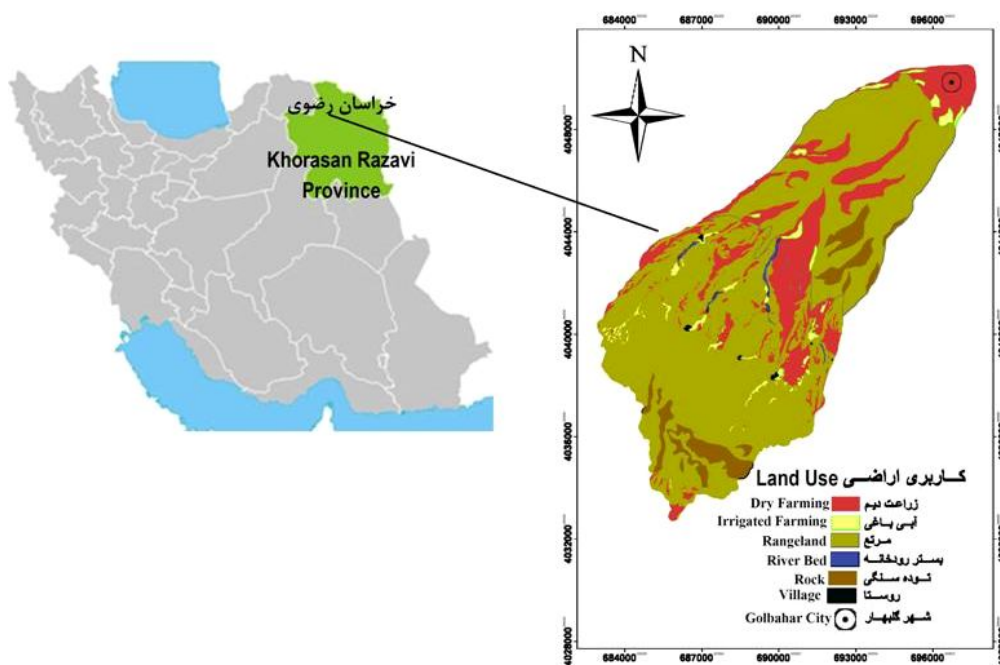 خراسان رضوی
Khorasan Razavi
Province
684000 687000 690000 693000 696000
N
4048000
4044000
4040000
4036000
4032000
4028000
Land Use کاربری اراضی
Dry Farming زراعت دیم
Irrigated Farming آبی باغی
Rangeland مرتع
River Bed بستر رودخانه
Rock توده سنگی
Village روستا
Golbahar City شهر گلبهار
684000 687000 690000 693000 696000